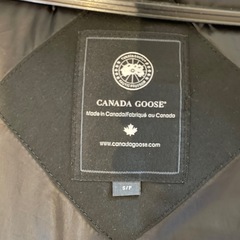 CANADA GOOSE®
Made in Canada/Fabriqué au Canada
www.canadagoose.com
S/P